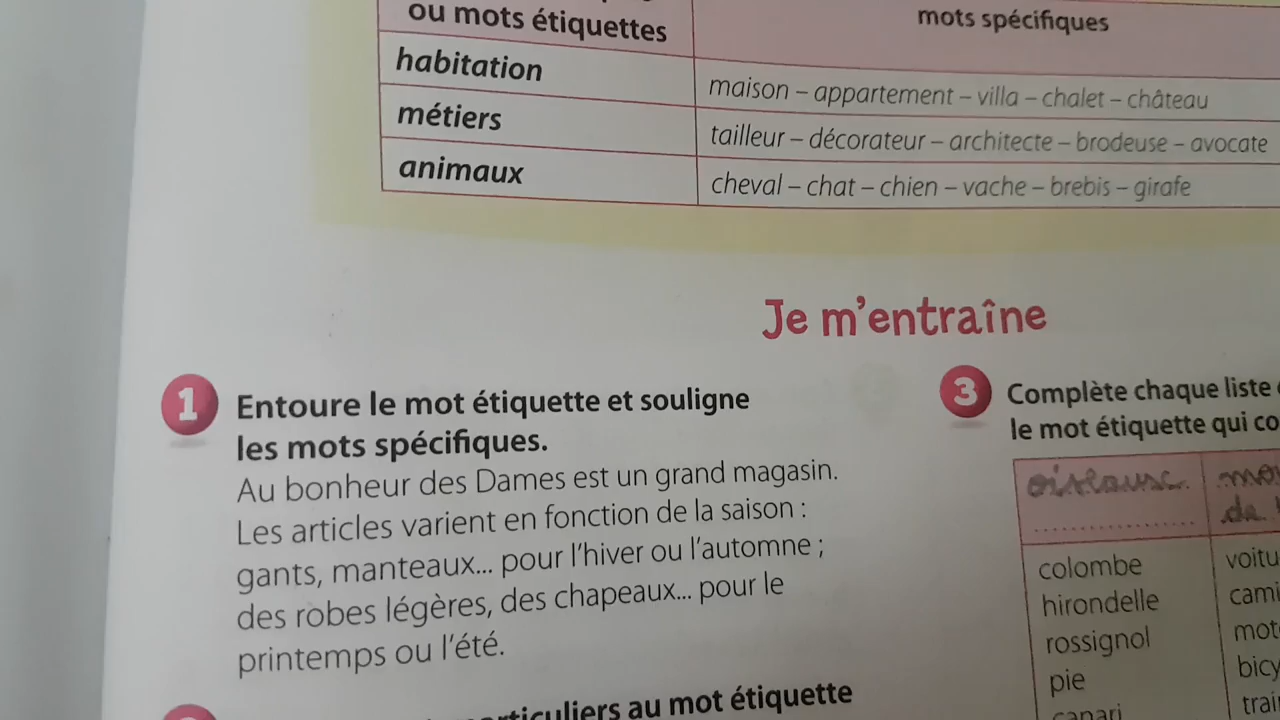 ou mots étiquettes
mots spécifiques
habitation
maison – appartement – villa – chalet – château
métiers
tailleur – décorateur – architecte – brodeuse – avocate
animaux
cheval – chat – chien – vache – brebis – girafe
Je m'entraîne
1 Entoure le mot étiquette et souligne
les mots spécifiques.
Au bonheur des Dames est un grand magasin.
Les articles varient en fonction de la saison :
gants, manteaux... pour l'hiver ou l'automne ;
des robes légères, des chapeaux... pour le
printemps ou l'été.
au mot étiquette
3 Complète chaque liste
le mot étiquette qui
de
colombe
hirondelle
rossignol
pie
canari